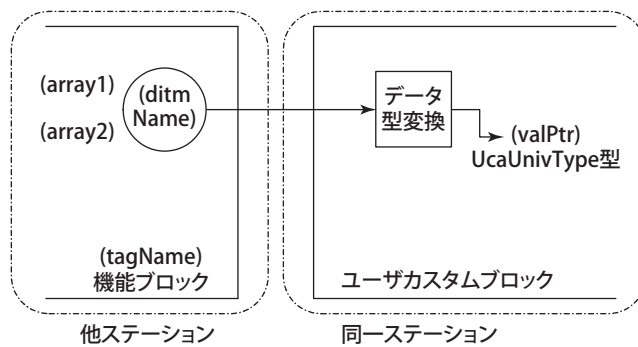 (array1)
(array2)
(ditm
Name)
データ
型変換
(valPtr)
UcaUnivType型
(tagName)
機能ブロック
ユーザカスタムブロック
他ステーション
同一ステーション